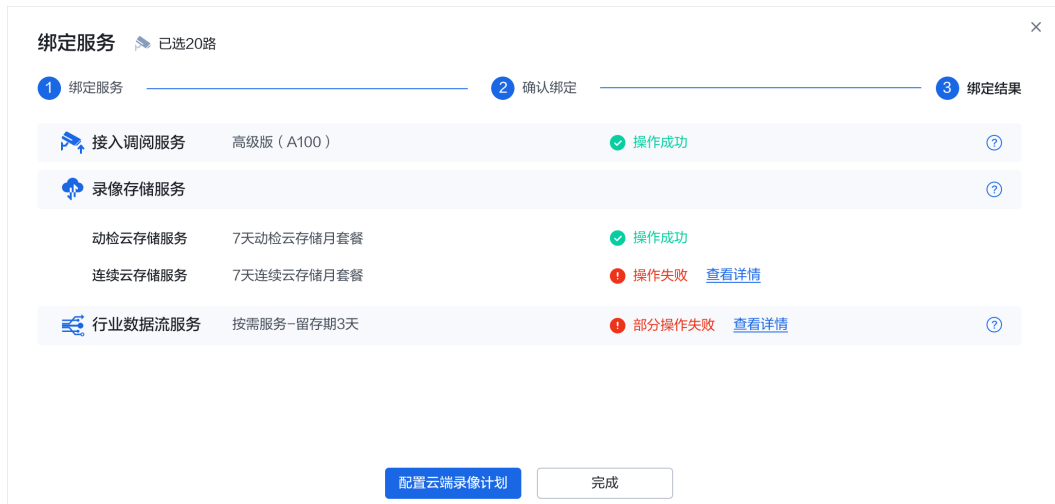 绑定服务 已选20路
1 绑定服务 2 确认绑定 3 绑定结果
接入调阅服务 高级版（A100） 操作成功 ?
录像存储服务 ?
动检云存储服务 7天动检云存储月套餐 操作成功
连续云存储服务 7天连续云存储月套餐 操作失败 查看详情
行业数据流服务 按需服务-留存期3天 部分操作失败 查看详情 ?
配置云端录像计划 完成